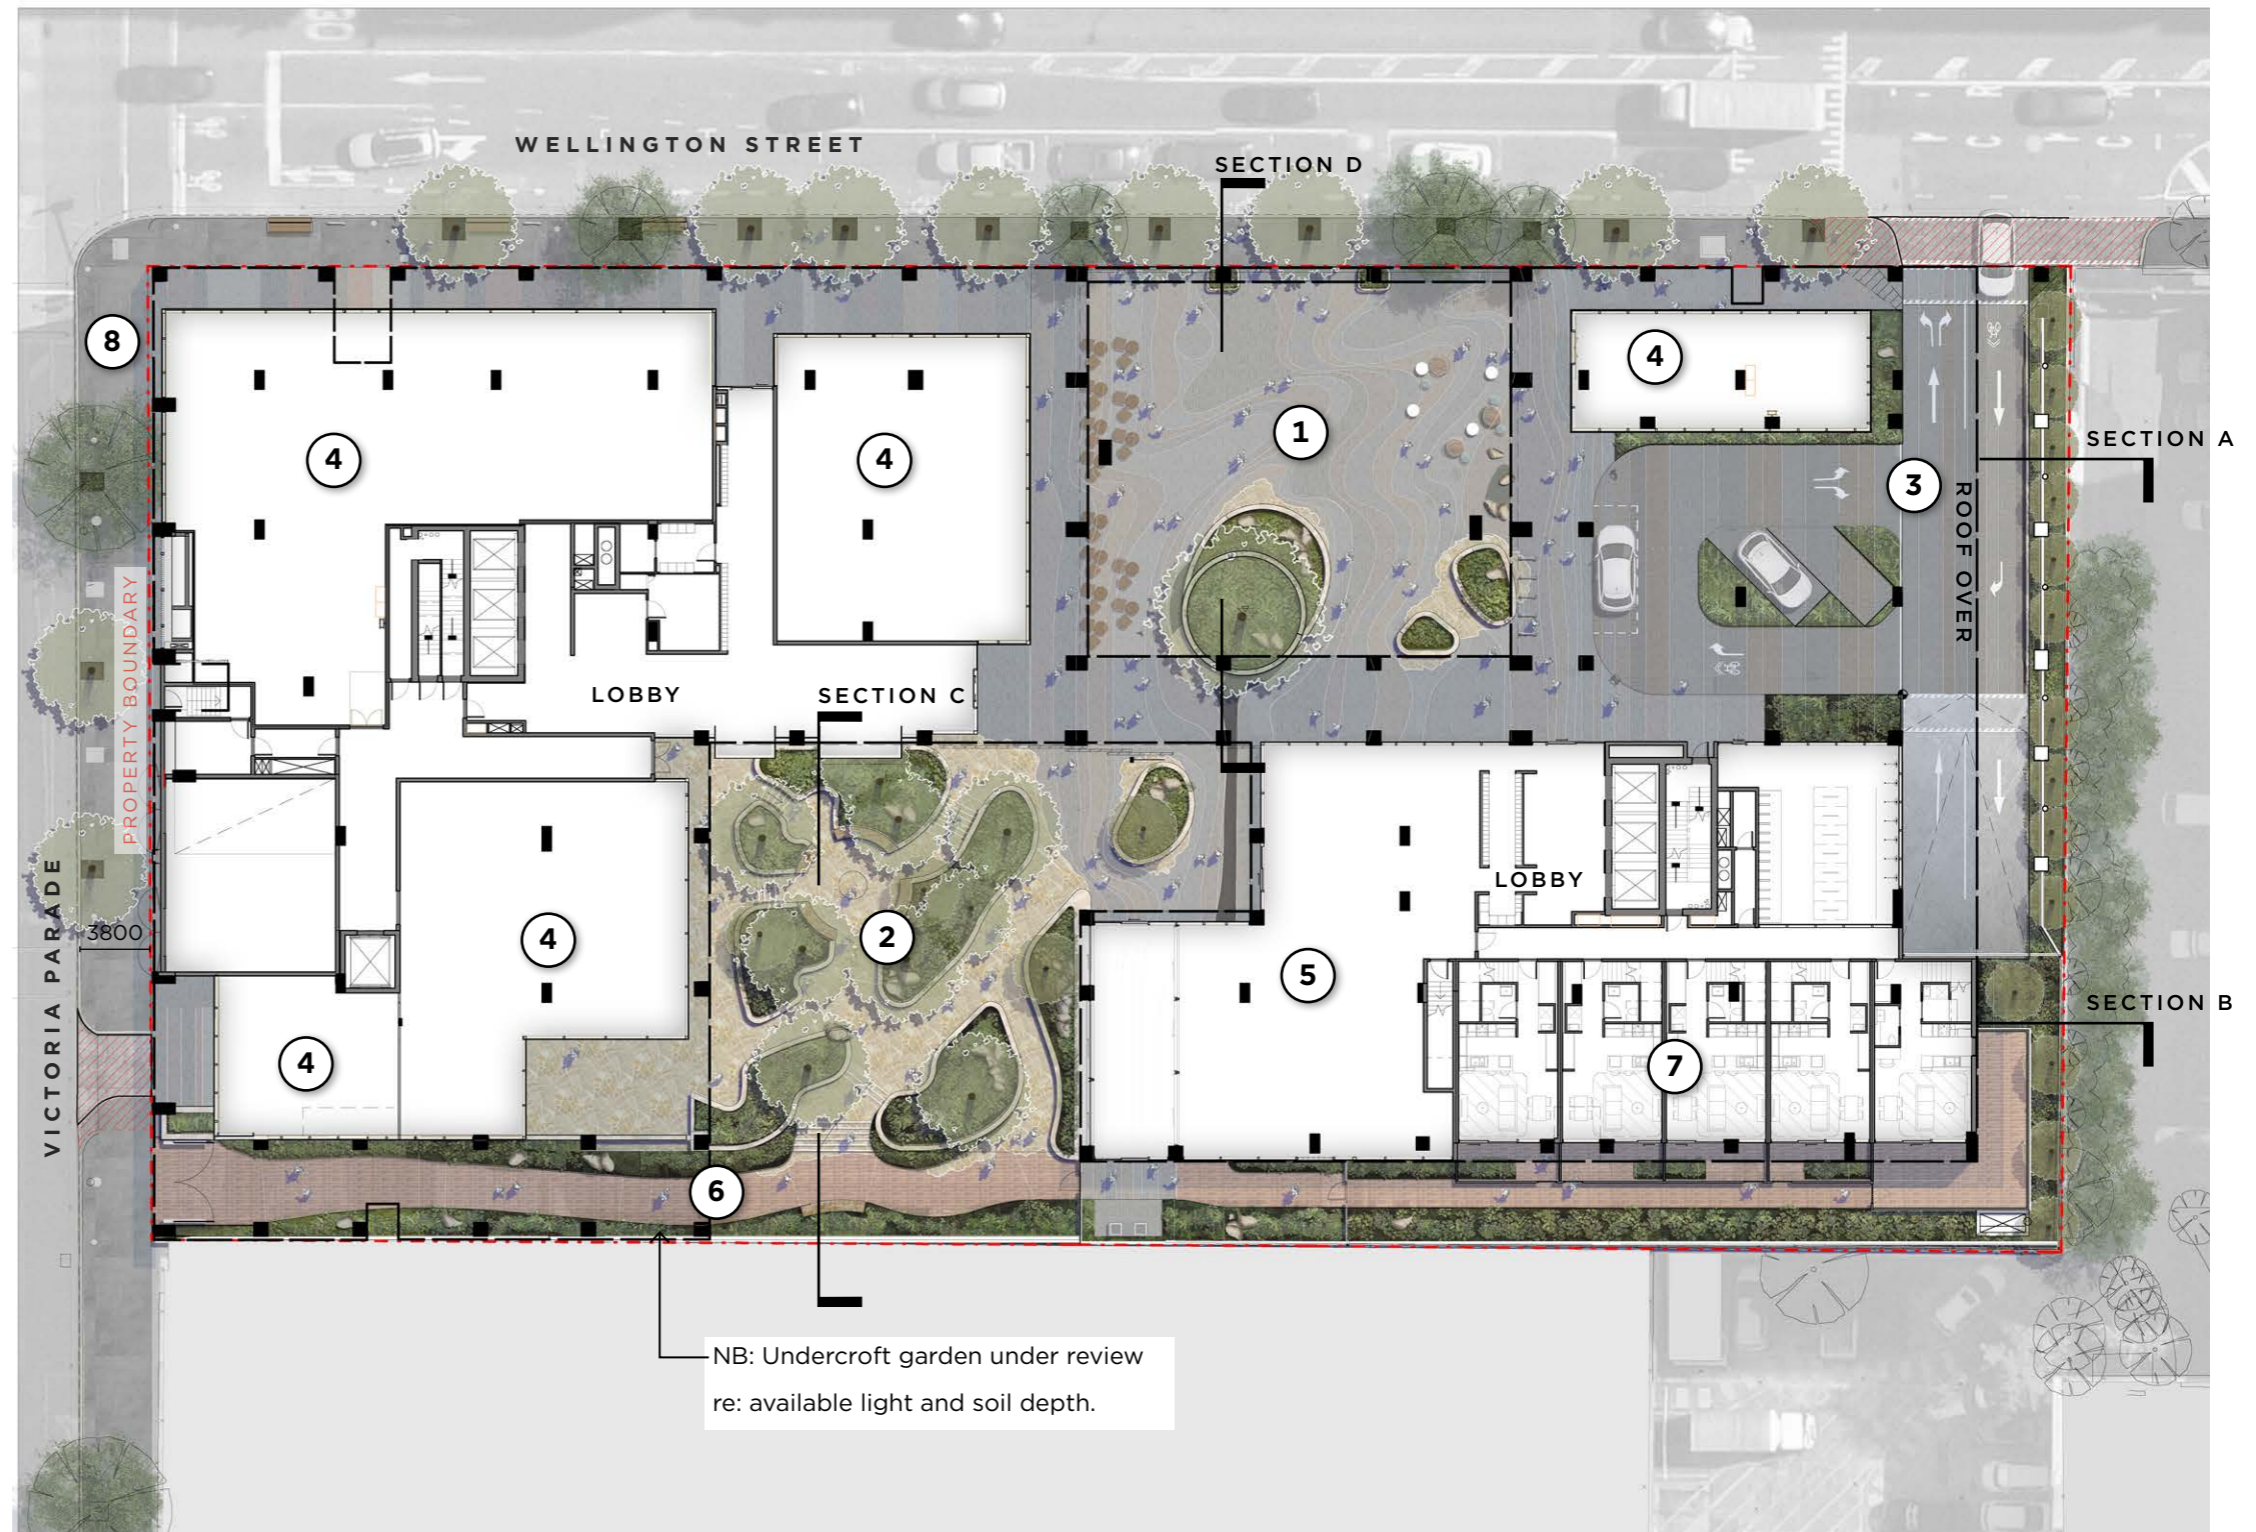 WELLINGTON STREET
SECTION D
8
4
4
1
4
3
SECTION A
ROOF OVER
PROPERTY BOUNDARY
LOBBY
SECTION C
VICTORIA PARADE
3800
4
2
LOBBY
5
SECTION B
4
7
6
NB: Undercroft garden under review
re: available light and soil depth.